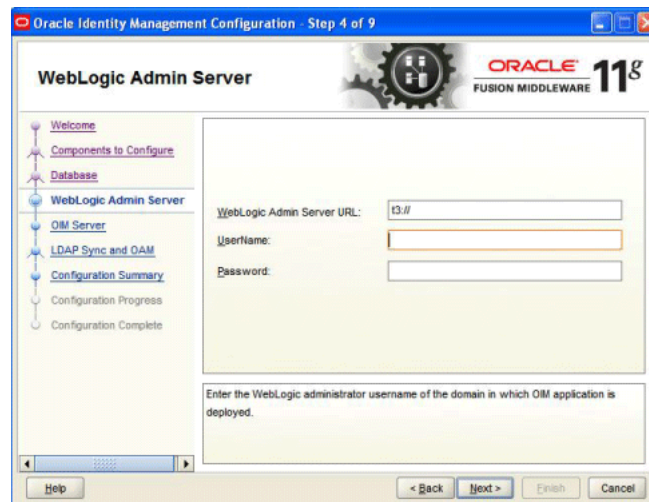 Oracle Identity Management Configuration - Step 4 of 9
WebLogic Admin Server
ORACLE
FUSION MIDDLEWARE 11g
Welcome
Components to Configure
Database
WebLogic Admin Server
OIM Server
LDAP Sync and OAM
Configuration Summary
Configuration Progress
Configuration Complete
WebLogic Admin Server URL: t3://
UserName:
Password:
Enter the WebLogic administrator username of the domain in which OIM application is
deployed.
Help
< Back Next > Finish Cancel